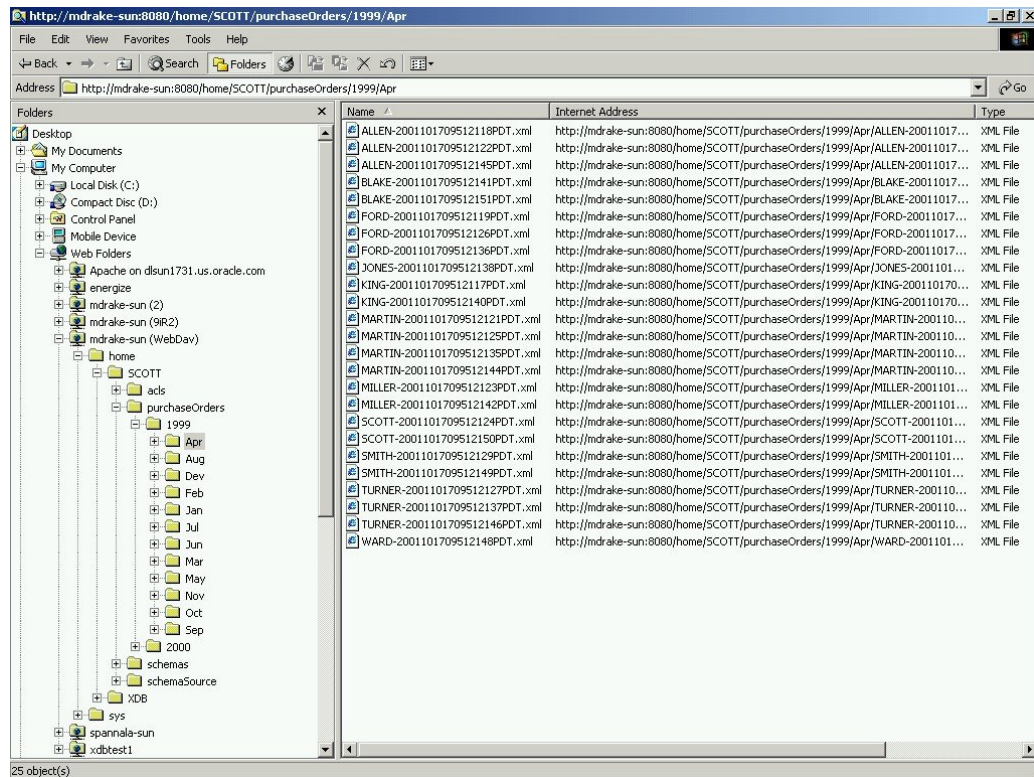 http://mdrake-sun:8080/home/SCOTT/purchaseOrders/1999/Apr
File Edit View Favorites Tools Help
Back Search Folders
Address http://mdrake-sun:8080/home/SCOTT/purchaseOrders/1999/Apr Go
Folders
Desktop
My Documents
My Computer
Local Disk (C:)
Compact Disc (D:)
Control Panel
Mobile Device
Web Folders
Apache on dlsun1731.us.oracle.com
energize
mdrake-sun (2)
mdrake-sun (9iR2)
mdrake-sun (WebDav)
home
SCOTT
acls
purchaseOrders
1999
Apr
Aug
Dev
Feb
Jan
Jul
Jun
Mar
May
Nov
Oct
Sep
2000
schemas
schemaSource
XDB
sys
spannala-sun
xdbtest1
Name Internet Address Type
ALLEN-2001101709512118PDT.xml http://mdrake-sun:8080/home/SCOTT/purchaseOrders/1999/Apr/ALLEN-20011017... XML File
ALLEN-2001101709512122PDT.xml http://mdrake-sun:8080/home/SCOTT/purchaseOrders/1999/Apr/ALLEN-20011017... XML File
ALLEN-2001101709512145PDT.xml http://mdrake-sun:8080/home/SCOTT/purchaseOrders/1999/Apr/ALLEN-20011017... XML File
BLAKE-2001101709512141PDT.xml http://mdrake-sun:8080/home/SCOTT/purchaseOrders/1999/Apr/BLAKE-20011017... XML File
BLAKE-2001101709512151PDT.xml http://mdrake-sun:8080/home/SCOTT/purchaseOrders/1999/Apr/BLAKE-20011017... XML File
FORD-2001101709512119PDT.xml http://mdrake-sun:8080/home/SCOTT/purchaseOrders/1999/Apr/FORD-20011017... XML File
FORD-2001101709512126PDT.xml http://mdrake-sun:8080/home/SCOTT/purchaseOrders/1999/Apr/FORD-20011017... XML File
FORD-2001101709512136PDT.xml http://mdrake-sun:8080/home/SCOTT/purchaseOrders/1999/Apr/FORD-20011017... XML File
JONES-2001101709512138PDT.xml http://mdrake-sun:8080/home/SCOTT/purchaseOrders/1999/Apr/JONES-2001101... XML File
KING-2001101709512117PDT.xml http://mdrake-sun:8080/home/SCOTT/purchaseOrders/1999/Apr/KING-200110170... XML File
KING-2001101709512140PDT.xml http://mdrake-sun:8080/home/SCOTT/purchaseOrders/1999/Apr/KING-200110170... XML File
MARTIN-2001101709512121PDT.xml http://mdrake-sun:8080/home/SCOTT/purchaseOrders/1999/Apr/MARTIN-200110... XML File
MARTIN-2001101709512125PDT.xml http://mdrake-sun:8080/home/SCOTT/purchaseOrders/1999/Apr/MARTIN-200110... XML File
MARTIN-2001101709512135PDT.xml http://mdrake-sun:8080/home/SCOTT/purchaseOrders/1999/Apr/MARTIN-200110... XML File
MARTIN-2001101709512144PDT.xml http://mdrake-sun:8080/home/SCOTT/purchaseOrders/1999/Apr/MARTIN-200110... XML File
MILLER-2001101709512123PDT.xml http://mdrake-sun:8080/home/SCOTT/purchaseOrders/1999/Apr/MILLER-2001101... XML File
MILLER-2001101709512142PDT.xml http://mdrake-sun:8080/home/SCOTT/purchaseOrders/1999/Apr/MILLER-2001101... XML File
SCOTT-2001101709512124PDT.xml http://mdrake-sun:8080/home/SCOTT/purchaseOrders/1999/Apr/SCOTT-2001101... XML File
SCOTT-2001101709512150PDT.xml http://mdrake-sun:8080/home/SCOTT/purchaseOrders/1999/Apr/SCOTT-2001101... XML File
SMITH-2001101709512129PDT.xml http://mdrake-sun:8080/home/SCOTT/purchaseOrders/1999/Apr/SMITH-2001101... XML File
SMITH-2001101709512149PDT.xml http://mdrake-sun:8080/home/SCOTT/purchaseOrders/1999/Apr/SMITH-2001101... XML File
TURNER-2001101709512127PDT.xml http://mdrake-sun:8080/home/SCOTT/purchaseOrders/1999/Apr/TURNER-200110... XML File
TURNER-2001101709512137PDT.xml http://mdrake-sun:8080/home/SCOTT/purchaseOrders/1999/Apr/TURNER-200110... XML File
TURNER-2001101709512146PDT.xml http://mdrake-sun:8080/home/SCOTT/purchaseOrders/1999/Apr/TURNER-200110... XML File
WARD-2001101709512148PDT.xml http://mdrake-sun:8080/home/SCOTT/purchaseOrders/1999/Apr/WARD-2001101... XML File
25 object(s)